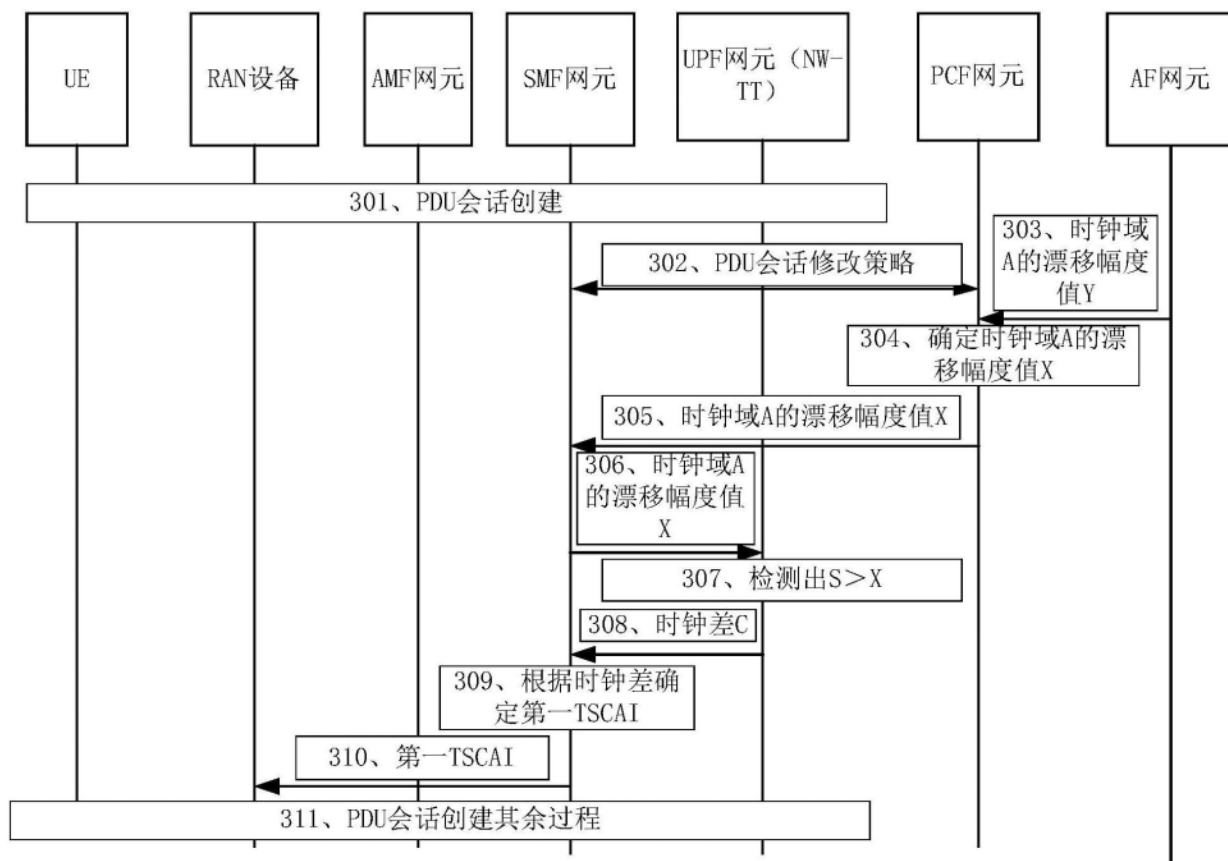 UE
RAN设备
AMF网元
SMF网元
UPF网元（NW-
TT）
PCF网元
AF网元
301、PDU会话创建
302、PDU会话修改策略
303、时钟域
A的漂移幅度
值Y
304、确定时钟域A的漂
移幅度值X
305、时钟域A的漂移幅度值X
306、时钟域A
的漂移幅度值
X
307、检测出S＞X
308、时钟差C
309、根据时钟差确
定第一TSCAI
310、第一TSCAI
311、PDU会话创建其余过程